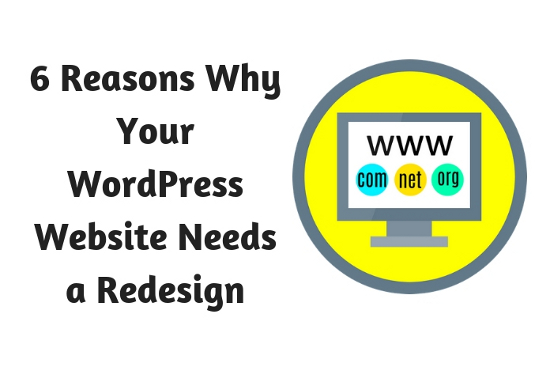 6 Reasons Why
Your
WordPress
Website Needs
a Redesign
www
com net org